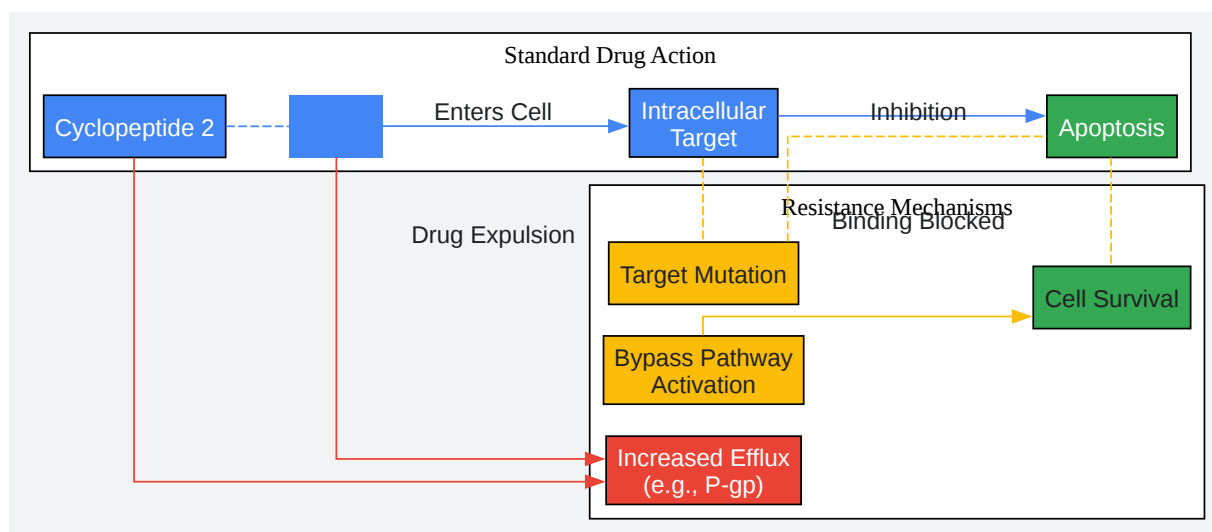 Standard Drug Action
Cyclopeptide 2
Enters Cell
Intracellular
Target
Inhibition
Apoptosis
Resistance Mechanisms
Binding Blocked
Drug Expulsion
Target Mutation
Cell Survival
Bypass Pathway
Activation
Increased Efflux
(e.g., P-gp)